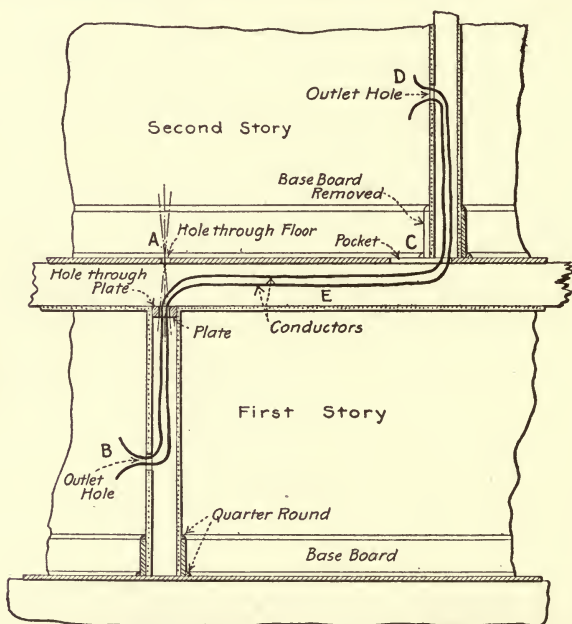 D
Outlet Hole
Second Story
Base Board
Removed
A
Hole through Floor
C
Pocket
Hole through
Plate
E
Plate
Conductors
First Story
B
Outlet
Hole
Quarter Round
Base Board